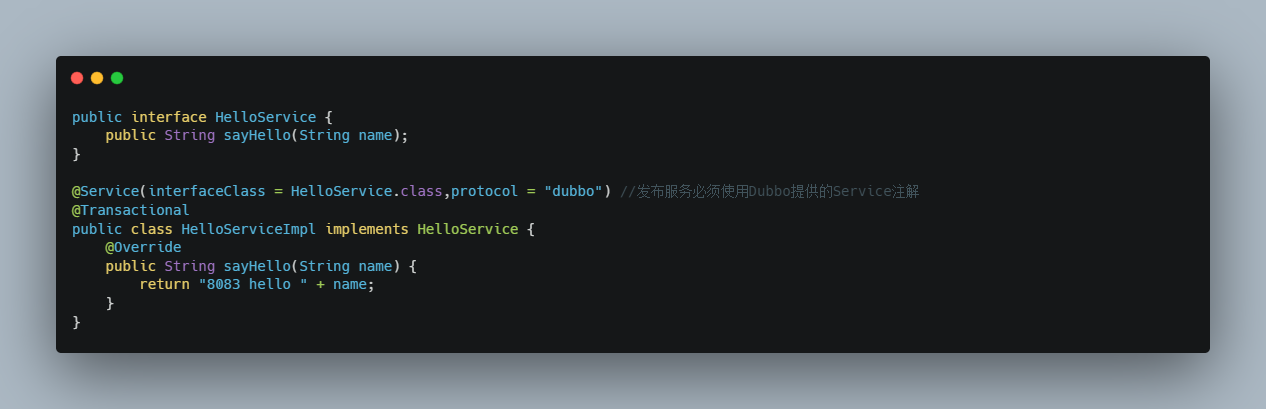 public interface HelloService {
    public String sayHello(String name);
}
@Service(interfaceClass = HelloService.class,protocol = "dubbo") //发布服务必须使用Dubbo提供的Service注解
@Transactional
public class HelloServiceImpl implements HelloService {
    @Override
    public String sayHello(String name) {
        return "8083 hello " + name;
    }
}